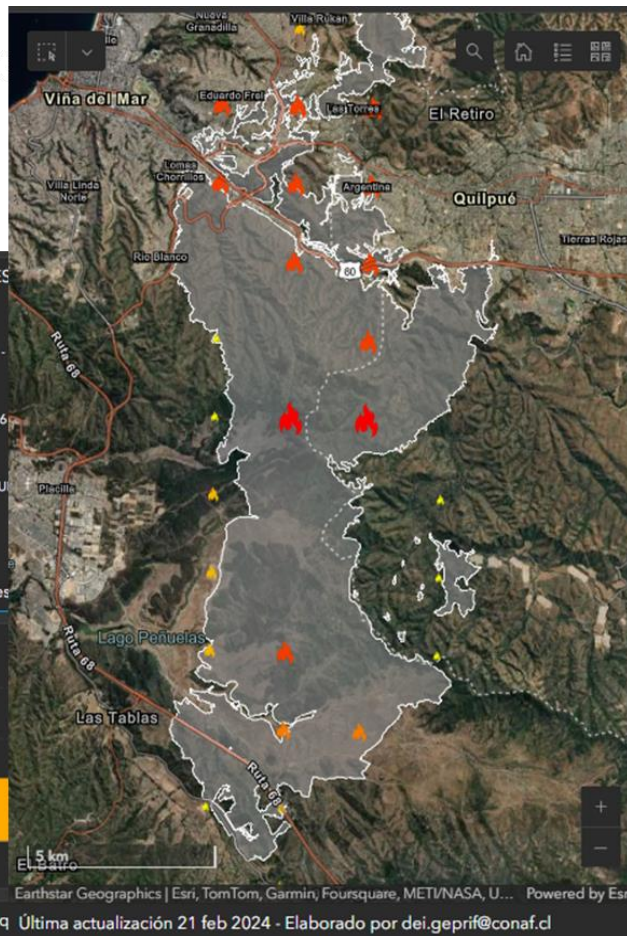 Nueva
Granadilla
Villa Rukan
Viña del Mar
Eduardo Frei
Las Torres
El Retiro
Lomas
Chorrillos
Argentina
Villa Linda
Norte
Quilpué
Tierras Rojas
Rio Blanco
60
Ruta 68
Placilla
Lago Peñuelas
Ruta 68
Las Tablas
Ruta 68
5 km
Earthstar Geographics | Esri, TomTom, Garmin, Foursquare, METI/NASA, U... Powered by Esri
Última actualización 21 feb 2024 - Elaborado por dei.geprif@conaf.cl